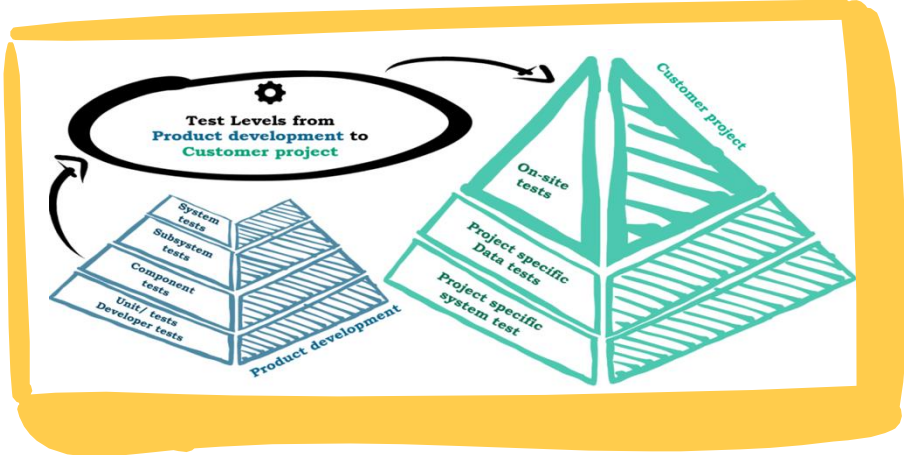 Test Levels from
Product development to
Customer project
System
tests
Subsystem
tests
Component
tests
Unit/ tests
Developer tests
Product development
On-site
tests
Project specific
Data tests
Project specific
system test
Customer project